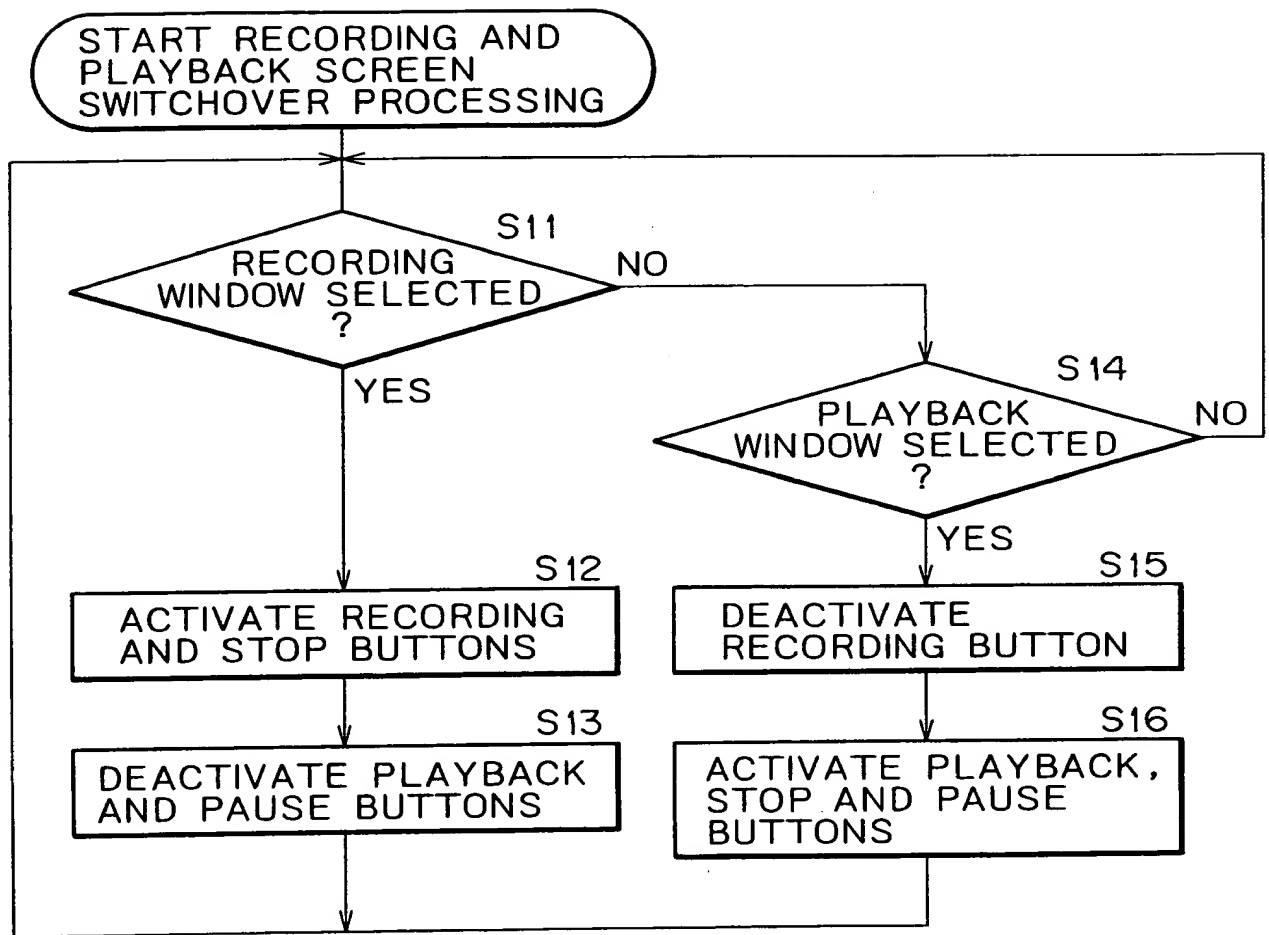 START RECORDING AND
PLAYBACK SCREEN
SWITCHOVER PROCESSING
S11
RECORDING
WINDOW SELECTED
?
NO
YES
S14
PLAYBACK
WINDOW SELECTED
?
NO
YES
S12
ACTIVATE RECORDING
AND STOP BUTTONS
S15
DEACTIVATE
RECORDING BUTTON
S13
DEACTIVATE PLAYBACK
AND PAUSE BUTTONS
S16
ACTIVATE PLAYBACK,
STOP AND PAUSE
BUTTONS